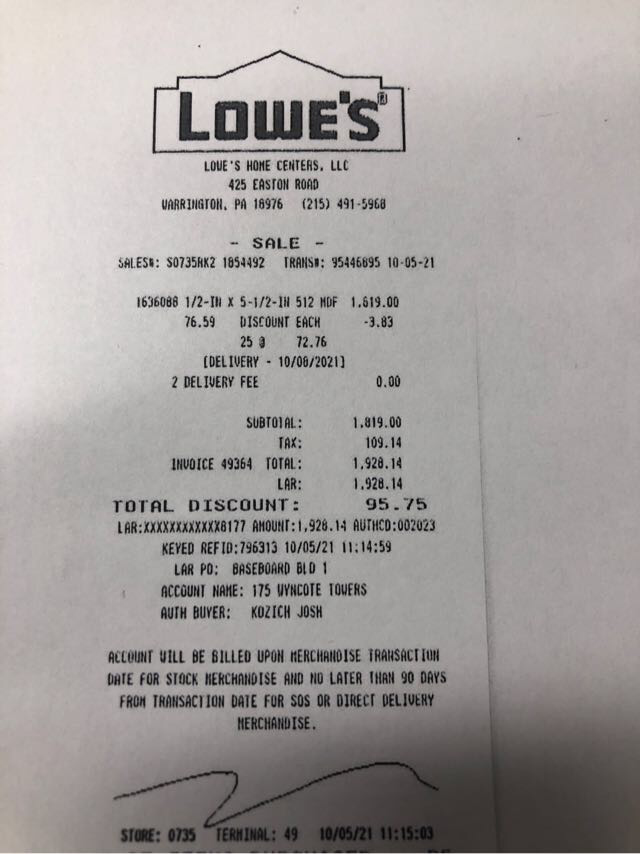 LOWE'S®
LOWE'S HOME CENTERS, LLC
425 EASTON ROAD
WARRINGTON, PA 18976 (215) 491-5968
- SALE -
SALES#: S0735RK2 1854492 TRANS#: 95446895 10-05-21
1636088 1/2-IN X 5-1/2-IN 512 MDF 1,819.00
76.59 DISCOUNT EACH -3.83
25 @ 72.76
[DELIVERY - 10/08/2021]
2 DELIVERY FEE 0.00
SUBTOTAL: 1,819.00
TAX: 109.14
INVOICE 49364 TOTAL: 1,928.14
LAR: 1,928.14
TOTAL DISCOUNT: 95.75
LAR:XXXXXXXXXXXX8177 AMOUNT:1,928.14 AUTHCD:002023
KEYED REFID:796313 10/05/21 11:14:59
LAR PO: BASEBOARD BLD 1
ACCOUNT NAME: 175 WYNCOTE TOWERS
AUTH BUYER: KOZICH JOSH
ACCOUNT WILL BE BILLED UPON MERCHANDISE TRANSACTION
DATE FOR STOCK MERCHANDISE AND NO LATER THAN 90 DAYS
FROM TRANSACTION DATE FOR SOS OR DIRECT DELIVERY
MERCHANDISE.
STORE: 0735 TERMINAL: 49 10/05/21 11:15:03